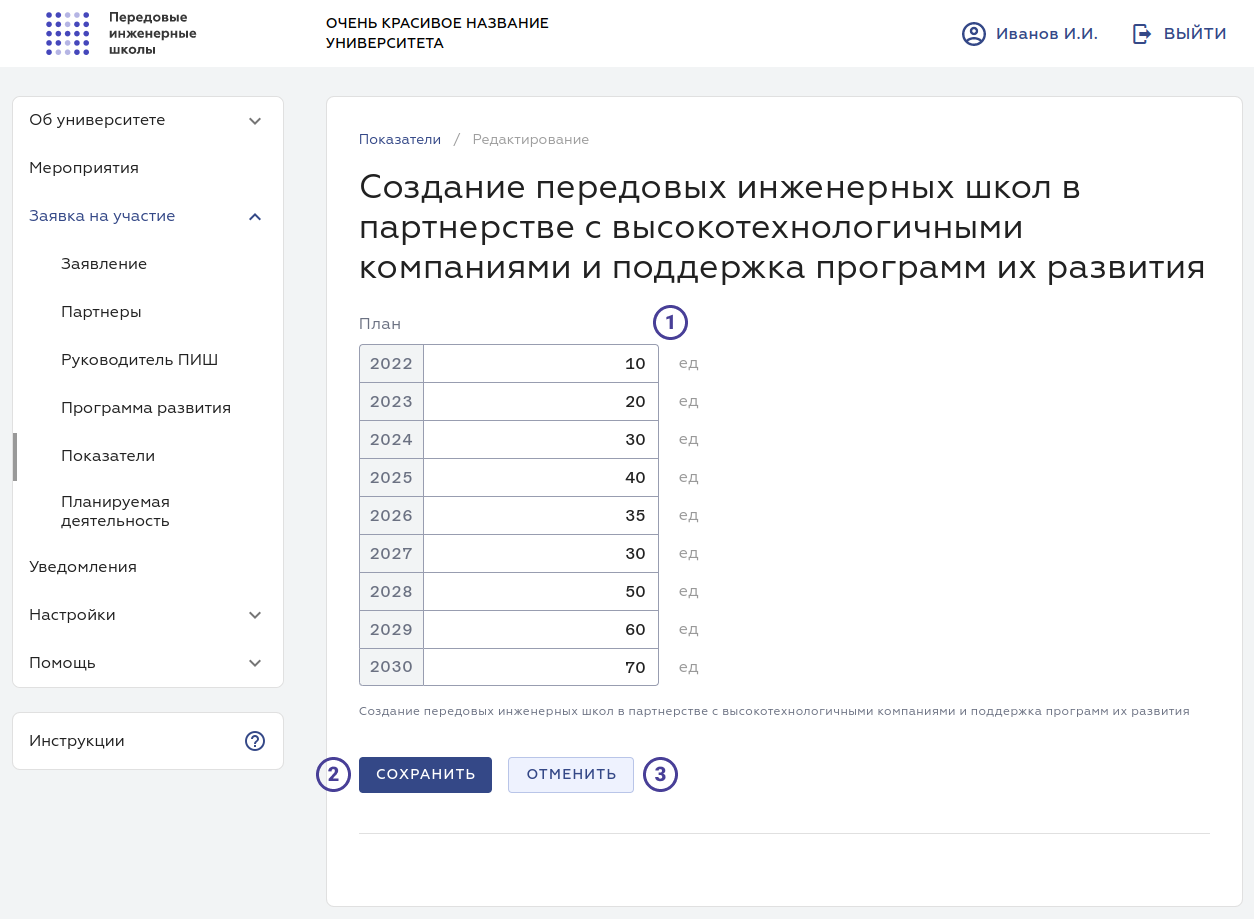 Передовые
инженерные
школы
ОЧЕНЬ КРАСИВОЕ НАЗВАНИЕ
УНИВЕРСИТЕТА
Иванов И.И.
ВЫЙТИ
Об университете
Мероприятия
Заявка на участие
Заявление
Партнеры
Руководитель ПИШ
Программа развития
Показатели
Планируемая
деятельность
Уведомления
Настройки
Помощь
Инструкции
?
Показатели / Редактирование
Создание передовых инженерных школ в
партнерстве с высокотехнологичными
компаниями и поддержка программ их развития
План 1
2022 10 ед
2023 20 ед
2024 30 ед
2025 40 ед
2026 35 ед
2027 30 ед
2028 50 ед
2029 60 ед
2030 70 ед
Создание передовых инженерных школ в партнерстве с высокотехнологичными компаниями и поддержка программ их развития
2 СОХРАНИТЬ ОТМЕНИТЬ 3